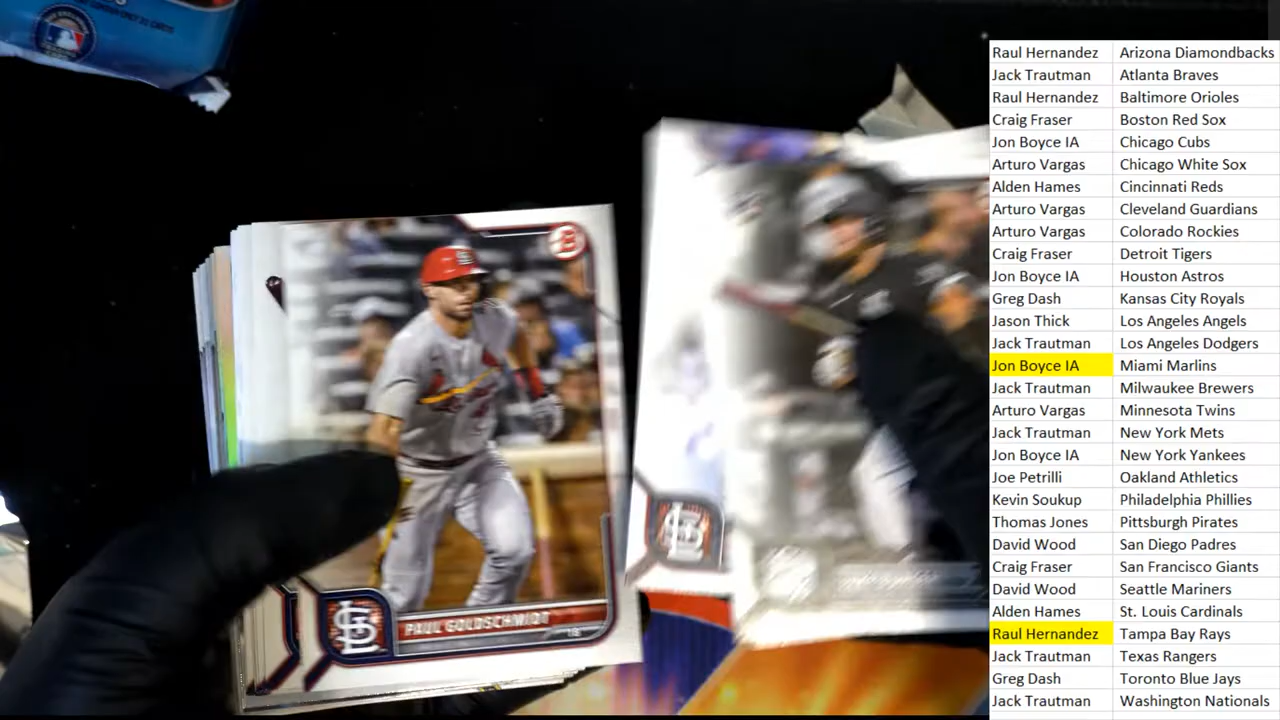 Raul Hernandez Arizona Diamondbacks
Jack Trautman Atlanta Braves
Raul Hernandez Baltimore Orioles
Craig Fraser Boston Red Sox
Jon Boyce IA Chicago Cubs
Arturo Vargas Chicago White Sox
Alden Hames Cincinnati Reds
Arturo Vargas Cleveland Guardians
Arturo Vargas Colorado Rockies
Craig Fraser Detroit Tigers
Jon Boyce IA Houston Astros
Greg Dash Kansas City Royals
Jason Thick Los Angeles Angels
Jack Trautman Los Angeles Dodgers
Jon Boyce IA Miami Marlins
Jack Trautman Milwaukee Brewers
Arturo Vargas Minnesota Twins
Jack Trautman New York Mets
Jon Boyce IA New York Yankees
Joe Petrilli Oakland Athletics
Kevin Soukup Philadelphia Phillies
Thomas Jones Pittsburgh Pirates
David Wood San Diego Padres
Craig Fraser San Francisco Giants
David Wood Seattle Mariners
Alden Hames St. Louis Cardinals
Raul Hernandez Tampa Bay Rays
Jack Trautman Texas Rangers
Greg Dash Toronto Blue Jays
Jack Trautman Washington Nationals
PAUL GOLDSCHMIDT
1B